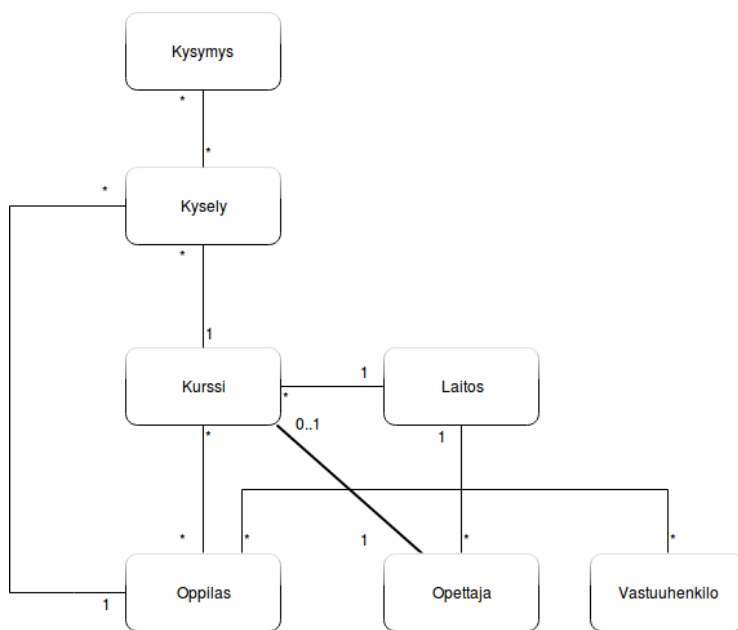 Kysymys
*
*
*
Kysely
*
1
Kurssi
1
Laitos
*
0..1
*
1
*
*
1
*
*
Oppilas
Opettaja
Vastuuhenkilo
1